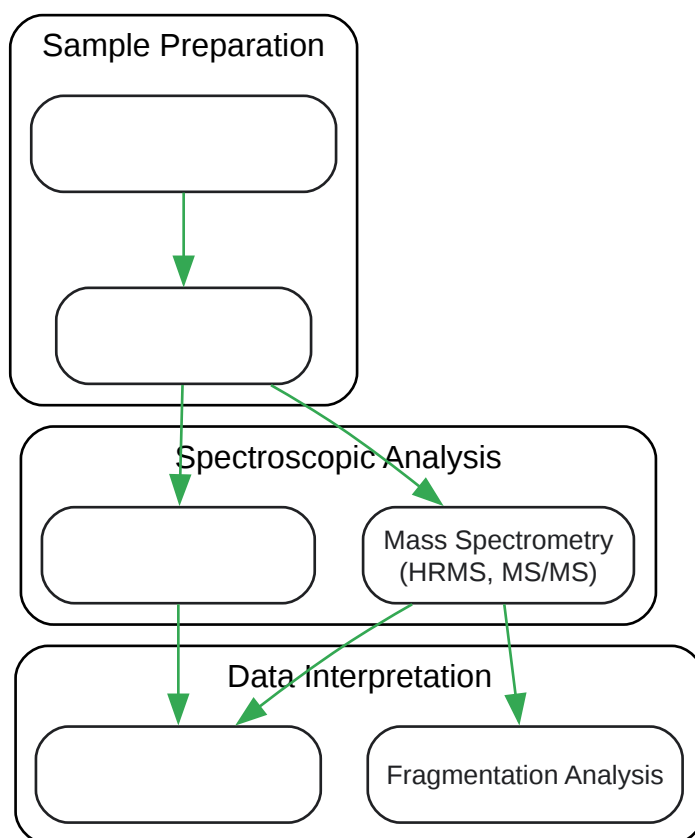 Sample Preparation
Spectroscopic Analysis
Mass Spectrometry
(HRMS, MS/MS)
Data Interpretation
Fragmentation Analysis